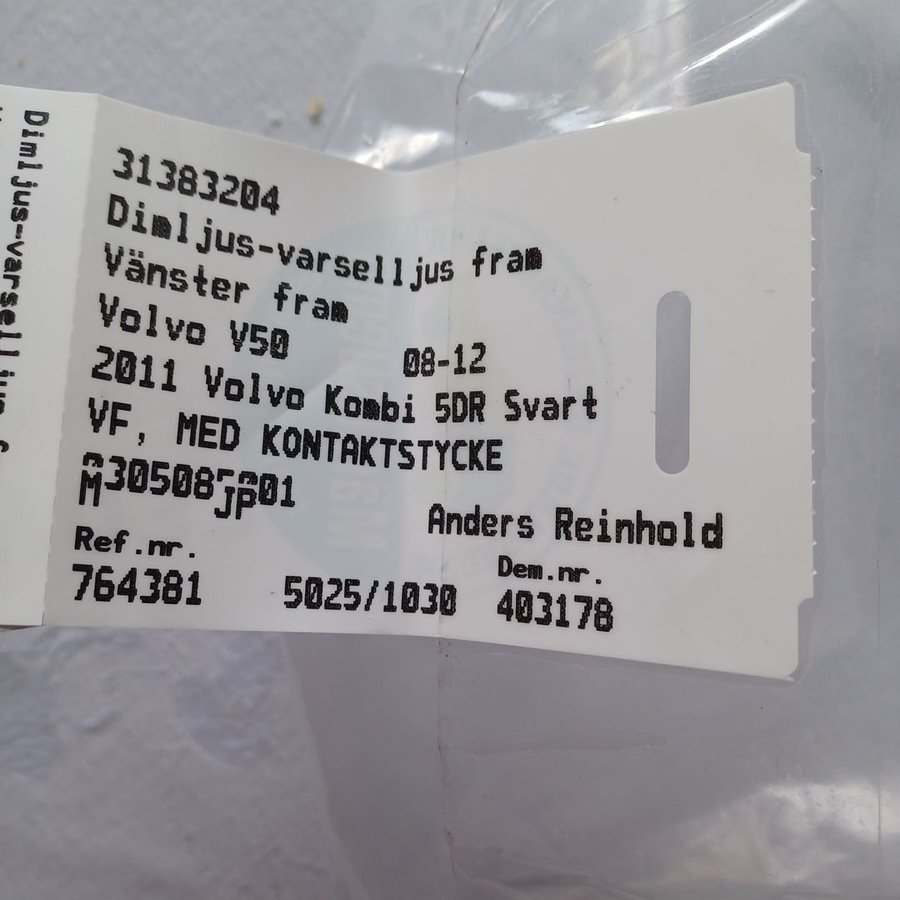 31383204
Dimljus-varselljus fram
Vänster fram
Volvo V50 08-12
2011 Volvo Kombi 5DR Svart
VF, MED KONTAKTSTYCKE
Anders Reinhold
Ref.nr. Dem.nr.
764381 5025/1030 403178
Dimljus-varselljus